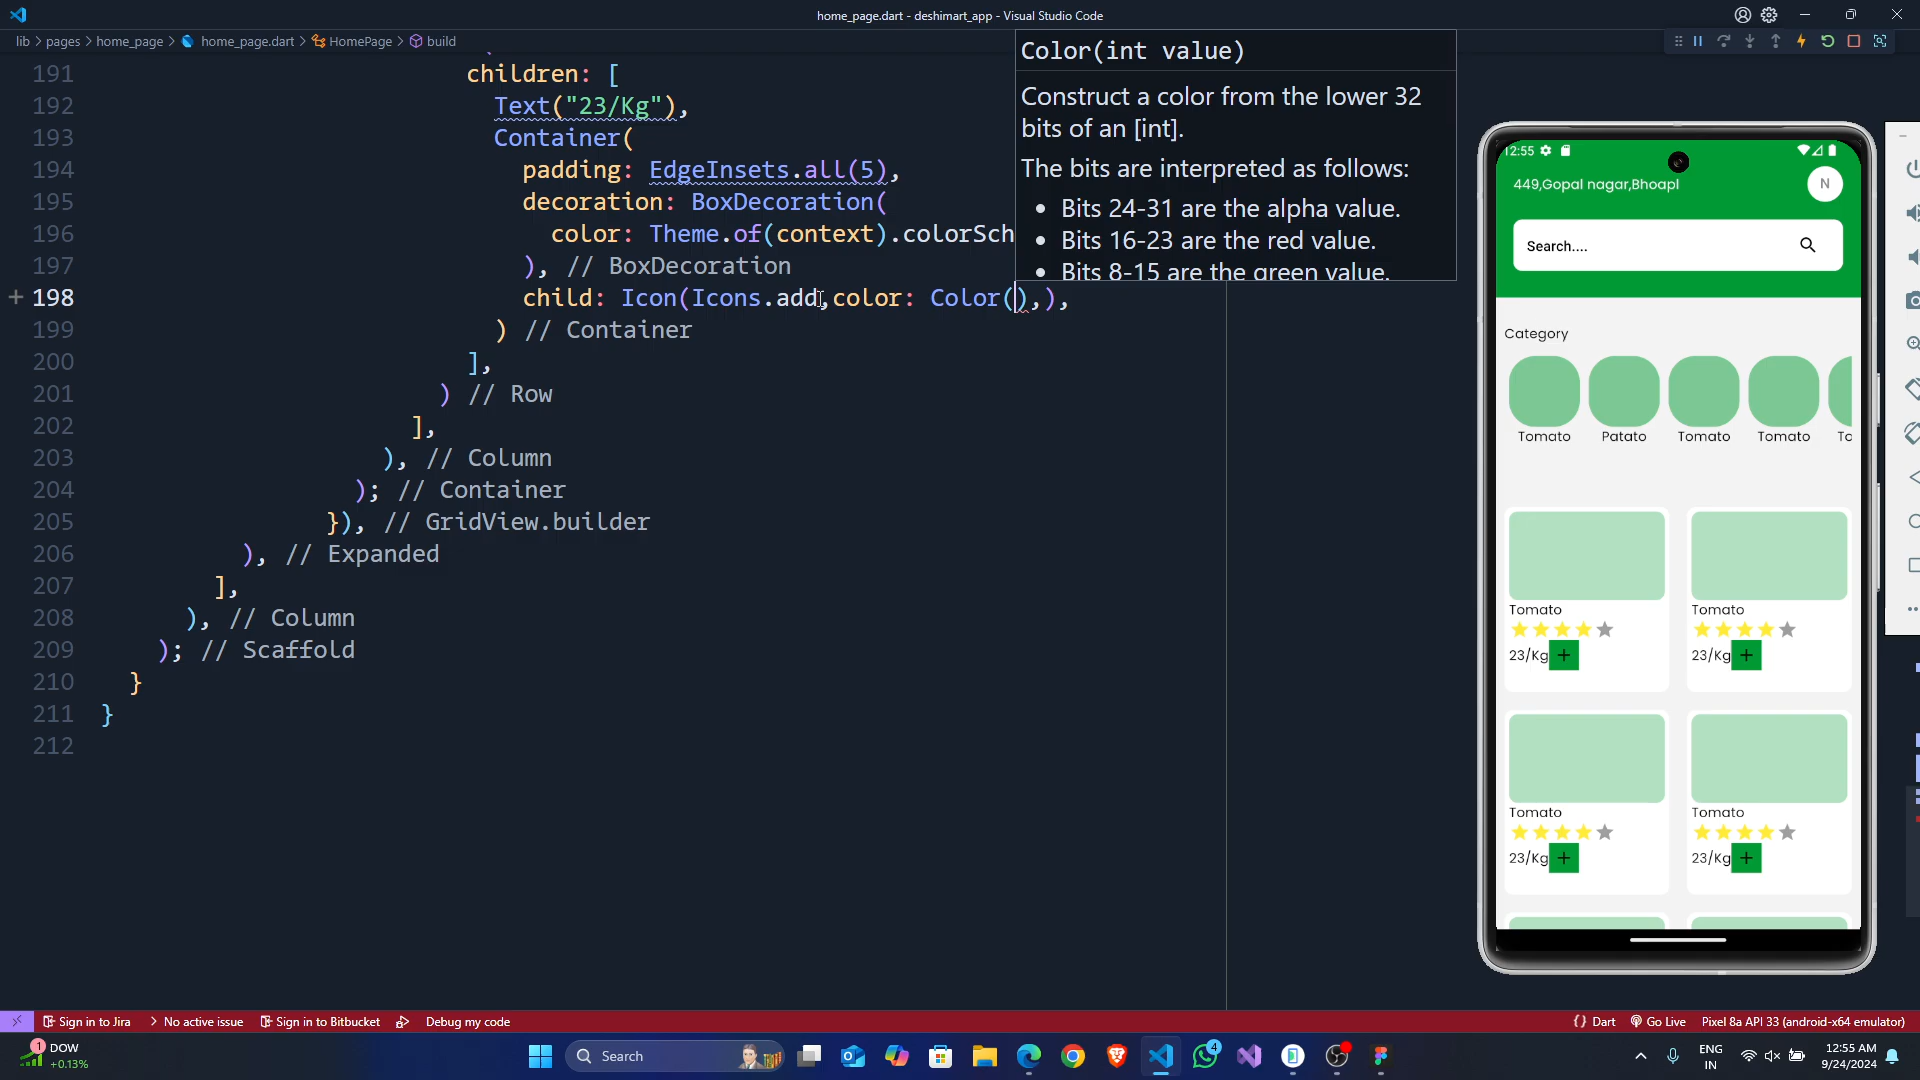 home_page.dart - deshimart_app - Visual Studio Code
lib > pages > home_page > home_page.dart > HomePage > build
191 children: [
192 Text("23/Kg"),
193 Container(
194 padding: EdgeInsets.all(5),
195 decoration: BoxDecoration(
196 color: Theme.of(context).colorSch
197 ), // BoxDecoration
198 child: Icon(Icons.add,color: Color(),),
199 ) // Container
200 ],
201 ) // Row
202 ],
203 ), // Column
204 ); // Container
205 }), // GridView.builder
206 ), // Expanded
207 ],
208 ), // Column
209 ); // Scaffold
210 }
211 }
212
Color(int value)
Construct a color from the lower 32
bits of an [int].
The bits are interpreted as follows:
• Bits 24-31 are the alpha value.
• Bits 16-23 are the red value.
• Bits 8-15 are the green value.
12:55
449,Gopal nagar,Bhoapl
N
Search....
Category
Tomato Patato Tomato Tomato To
Tomato Tomato
23/Kg + 23/Kg +
Tomato Tomato
23/Kg + 23/Kg +
Sign in to Jira No active issue Sign in to Bitbucket Debug my code
Dart Go Live Pixel 8a API 33 (android-x64 emulator)
1 DOW
+0.13%
Search
4
ENG
IN
12:55 AM
9/24/2024